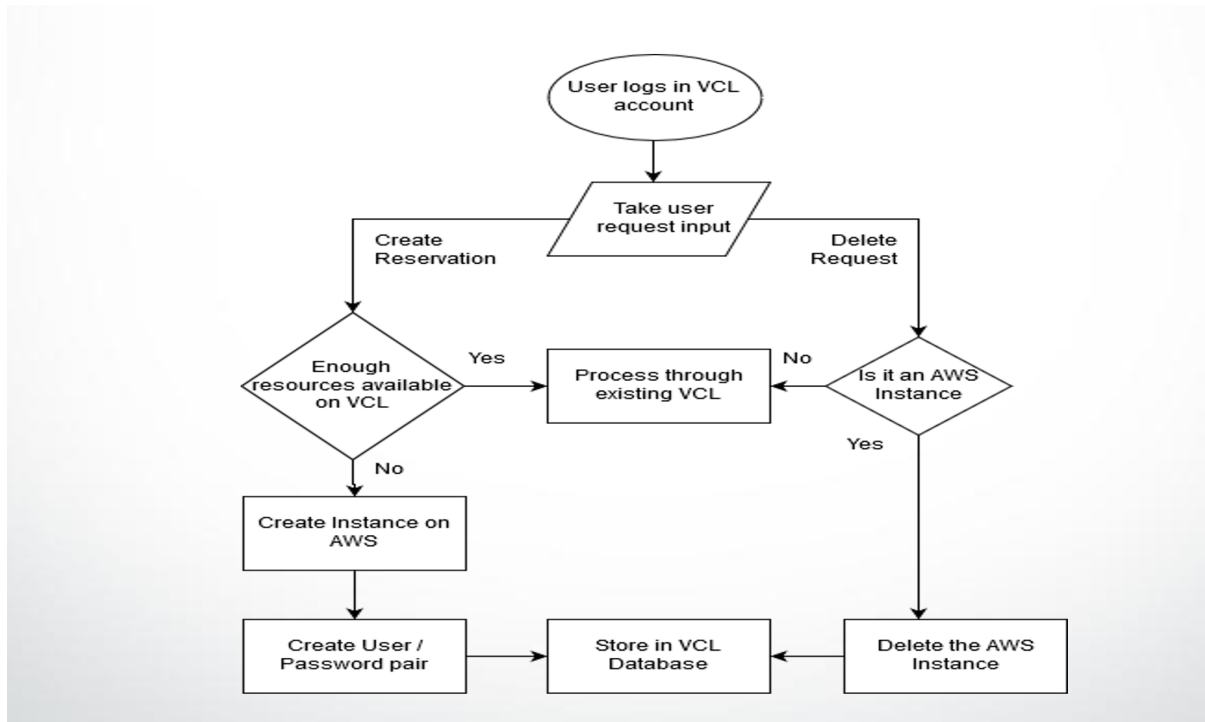 User logs in VCL
account
Take user
request input
Create
Reservation
Delete
Request
Enough
resources available
on VCL
Yes
Process through
existing VCL
No
Is it an AWS
Instance
Yes
No
Create Instance on
AWS
Create User /
Password pair
Store in VCL
Database
Delete the AWS
Instance